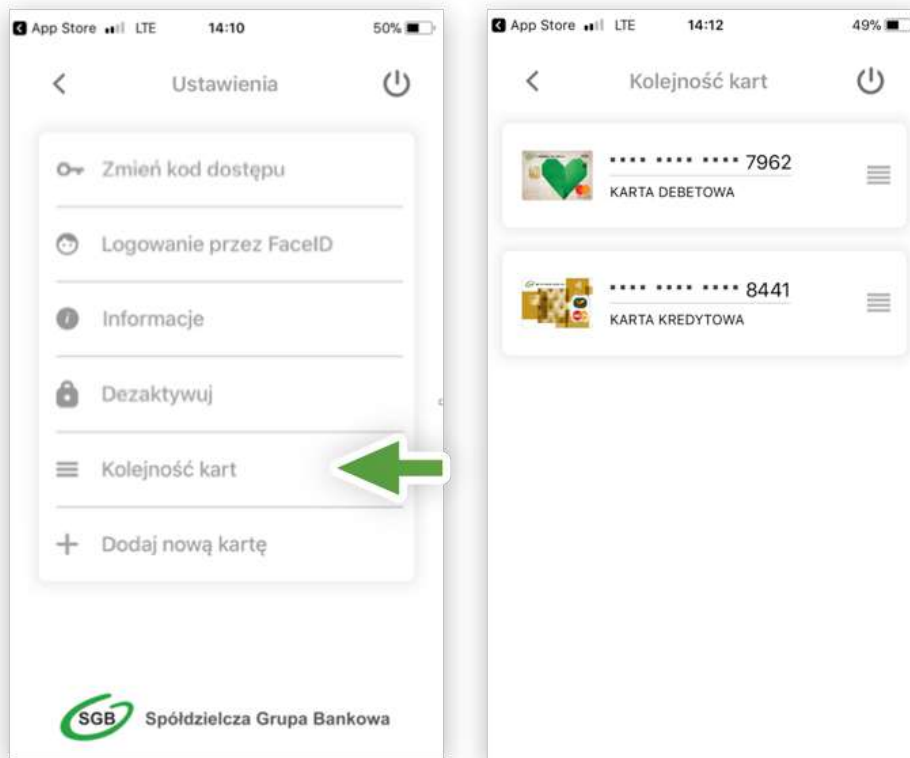 App Store LTE 14:10 50%
Ustawienia
Zmień kod dostępu
Logowanie przez FaceID
Informacje
Dezaktywuj
Kolejność kart
Dodaj nową kartę
SGB Spółdzielcza Grupa Bankowa
App Store LTE 14:12 49%
Kolejność kart
•••• •••• •••• 7962
KARTA DEBETOWA
•••• •••• •••• 8441
KARTA KREDYTOWA